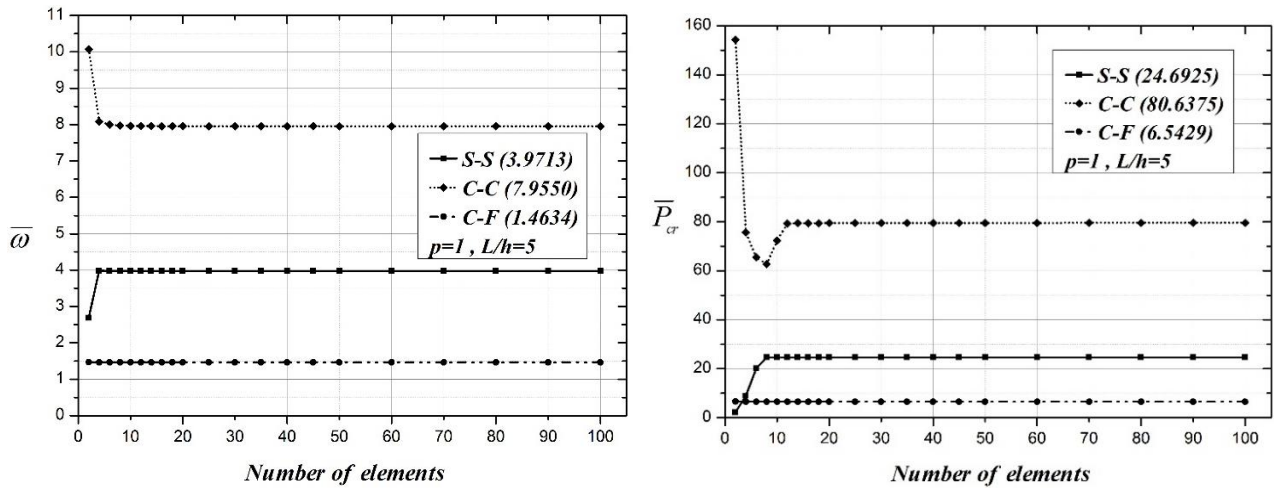 11
10
9
8
7
6
5
4
3
2
1
0
ω̅
S-S (3.9713)
C-C (7.9550)
C-F (1.4634)
p=1 , L/h=5
0 10 20 30 40 50 60 70 80 90 100
Number of elements
160
140
120
100
80
60
40
20
0
P̅cr
S-S (24.6925)
C-C (80.6375)
C-F (6.5429)
p=1 , L/h=5
0 10 20 30 40 50 60 70 80 90 100
Number of elements